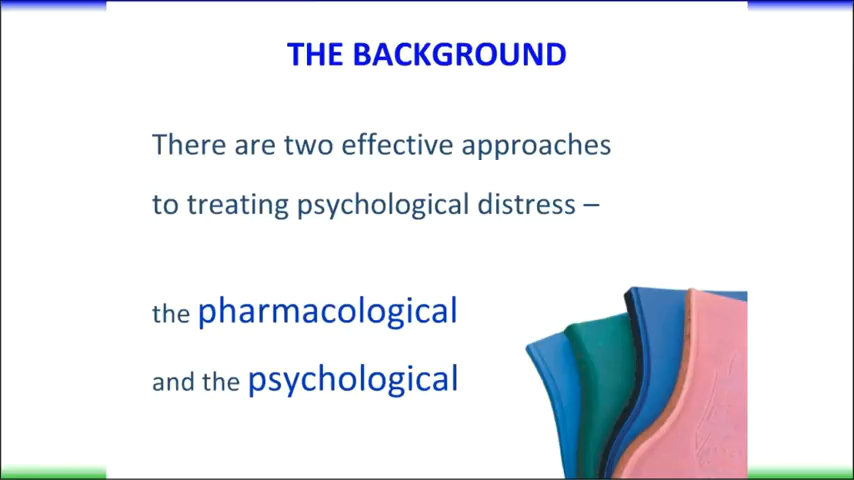 THE BACKGROUND
There are two effective approaches
to treating psychological distress –
the pharmacological
and the psychological